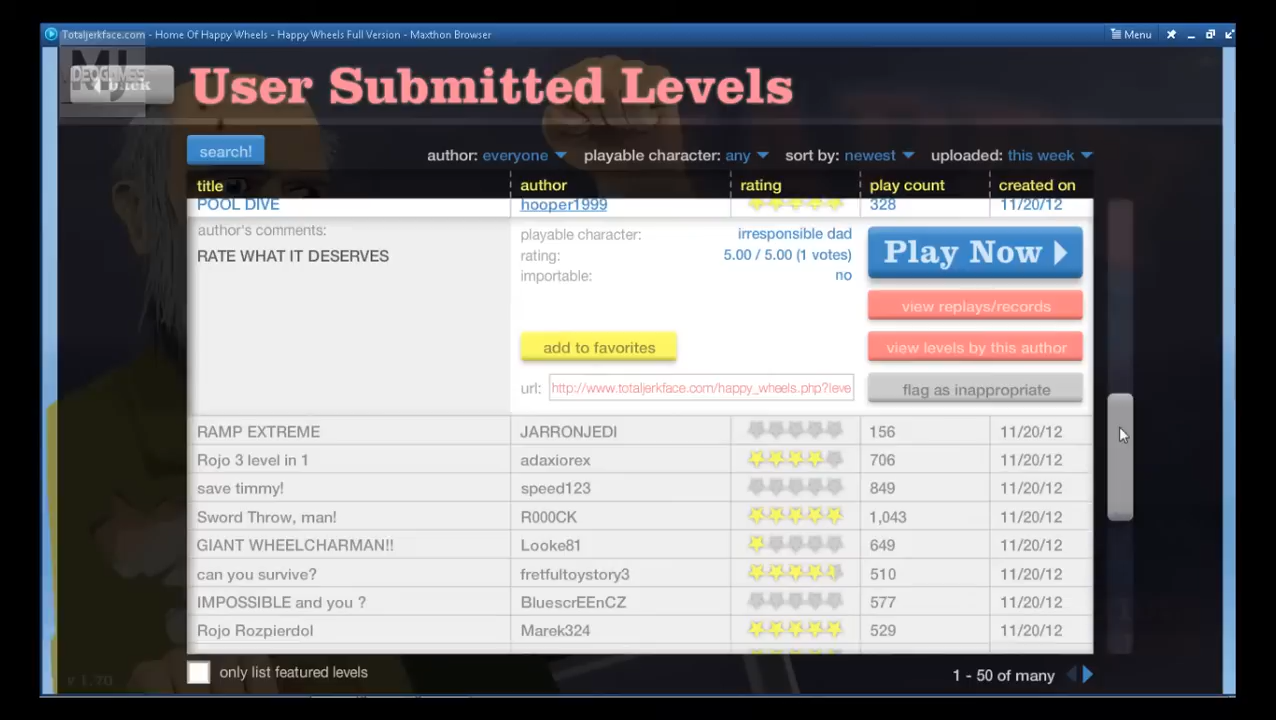 Totaljerkface.com - Home Of Happy Wheels - Happy Wheels Full Version - Maxthon Browser
Menu
User Submitted Levels
search!
author: everyone
playable character: any
sort by: newest
uploaded: this week
title author rating play count created on
POOL DIVE hooper1999 328 11/20/12
author's comments:
RATE WHAT IT DESERVES
playable character: irresponsible dad
rating: 5.00 / 5.00 (1 votes)
importable: no
Play Now
view replays/records
add to favorites
view levels by this author
url: http://www.totaljerkface.com/happy_wheels.php?leve
flag as inappropriate
RAMP EXTREME JARRONJEDI 156 11/20/12
Rojo 3 level in 1 adaxiorex 706 11/20/12
save timmy! speed123 849 11/20/12
Sword Throw, man! R000CK 1,043 11/20/12
GIANT WHEELCHARMAN!! Looke81 649 11/20/12
can you survive? fretfultoystory3 510 11/20/12
IMPOSSIBLE and you ? BluescrEEnCZ 577 11/20/12
Rojo Rozpierdol Marek324 529 11/20/12
only list featured levels
1 - 50 of many
v 1.70